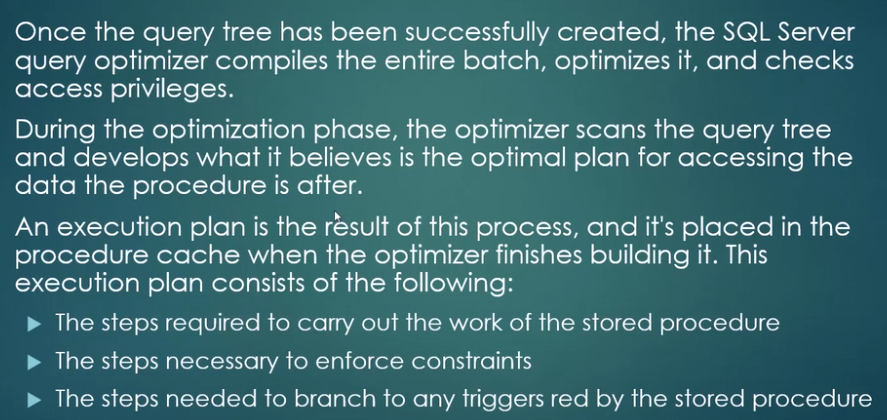 Once the query tree has been successfully created, the SQL Server
query optimizer compiles the entire batch, optimizes it, and checks
access privileges.
During the optimization phase, the optimizer scans the query tree
and develops what it believes is the optimal plan for accessing the
data the procedure is after.
An execution plan is the result of this process, and it's placed in the
procedure cache when the optimizer finishes building it. This
execution plan consists of the following:
The steps required to carry out the work of the stored procedure
The steps necessary to enforce constraints
The steps needed to branch to any triggers red by the stored procedure